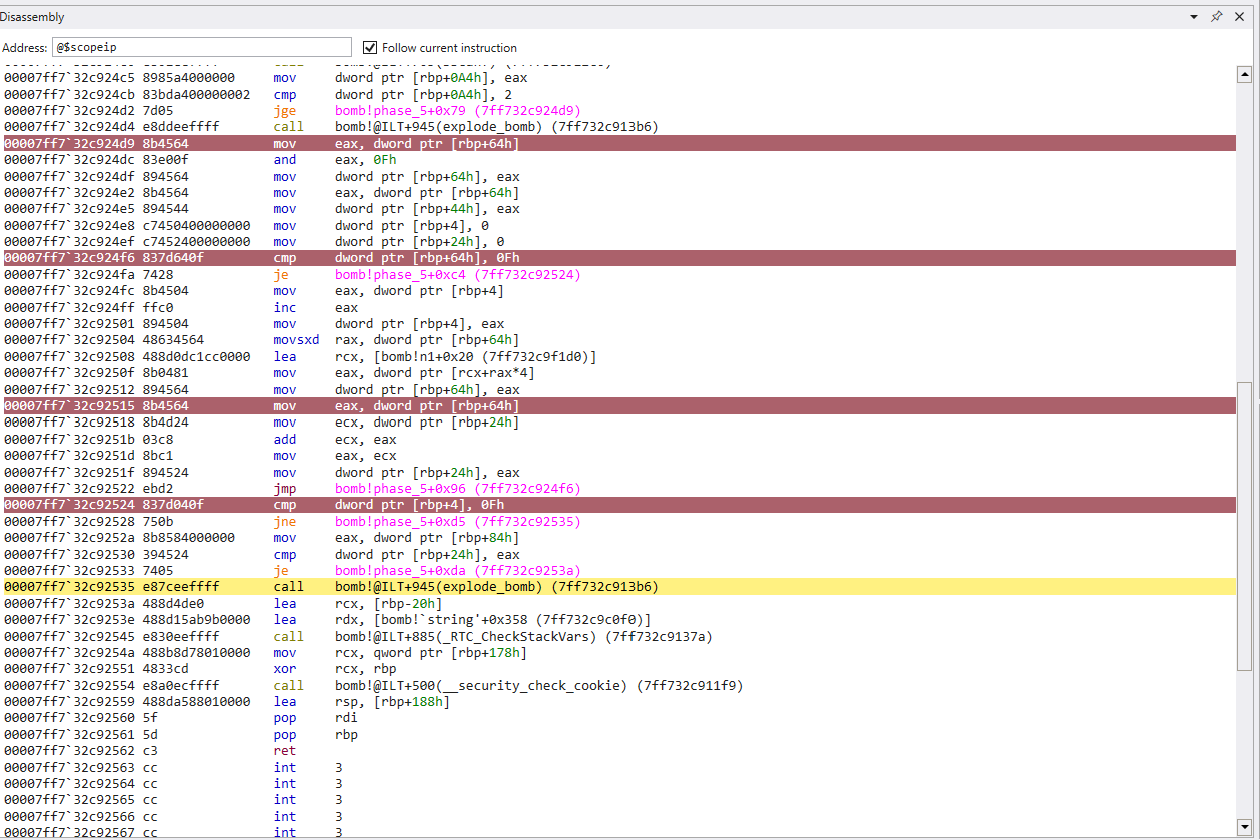 Disassembly
Address: @$scopeip Follow current instruction
00007ff7`32c924c5 8985a4000000 mov dword ptr [rbp+0A4h], eax
00007ff7`32c924cb 83bda400000002 cmp dword ptr [rbp+0A4h], 2
00007ff7`32c924d2 7d05 jge bomb!phase_5+0x79 (7ff732c924d9)
00007ff7`32c924d4 e8ddeeffff call bomb!@ILT+945(explode_bomb) (7ff732c913b6)
00007ff7`32c924d9 8b4564 mov eax, dword ptr [rbp+64h]
00007ff7`32c924dc 83e00f and eax, 0Fh
00007ff7`32c924df 894564 mov dword ptr [rbp+64h], eax
00007ff7`32c924e2 8b4564 mov eax, dword ptr [rbp+64h]
00007ff7`32c924e5 894544 mov dword ptr [rbp+44h], eax
00007ff7`32c924e8 c7450400000000 mov dword ptr [rbp+4], 0
00007ff7`32c924ef c7452400000000 mov dword ptr [rbp+24h], 0
00007ff7`32c924f6 837d640f cmp dword ptr [rbp+64h], 0Fh
00007ff7`32c924fa 7428 je bomb!phase_5+0xc4 (7ff732c92524)
00007ff7`32c924fc 8b4504 mov eax, dword ptr [rbp+4]
00007ff7`32c924ff ffc0 inc eax
00007ff7`32c92501 894504 mov dword ptr [rbp+4], eax
00007ff7`32c92504 48634564 movsxd rax, dword ptr [rbp+64h]
00007ff7`32c92508 488d0dc1cc0000 lea rcx, [bomb!n1+0x20 (7ff732c9f1d0)]
00007ff7`32c9250f 8b0481 mov eax, dword ptr [rcx+rax*4]
00007ff7`32c92512 894564 mov dword ptr [rbp+64h], eax
00007ff7`32c92515 8b4564 mov eax, dword ptr [rbp+64h]
00007ff7`32c92518 8b4d24 mov ecx, dword ptr [rbp+24h]
00007ff7`32c9251b 03c8 add ecx, eax
00007ff7`32c9251d 8bc1 mov eax, ecx
00007ff7`32c9251f 894524 mov dword ptr [rbp+24h], eax
00007ff7`32c92522 ebd2 jmp bomb!phase_5+0x96 (7ff732c924f6)
00007ff7`32c92524 837d040f cmp dword ptr [rbp+4], 0Fh
00007ff7`32c92528 750b jne bomb!phase_5+0xd5 (7ff732c92535)
00007ff7`32c9252a 8b8584000000 mov eax, dword ptr [rbp+84h]
00007ff7`32c92530 394524 cmp dword ptr [rbp+24h], eax
00007ff7`32c92533 7405 je bomb!phase_5+0xda (7ff732c9253a)
00007ff7`32c92535 e87ceeffff call bomb!@ILT+945(explode_bomb) (7ff732c913b6)
00007ff7`32c9253a 488d4de0 lea rcx, [rbp-20h]
00007ff7`32c9253e 488d15ab9b0000 lea rdx, [bomb!`string'+0x358 (7ff732c9c0f0)]
00007ff7`32c92545 e830eeffff call bomb!@ILT+885(_RTC_CheckStackVars) (7ff732c9137a)
00007ff7`32c9254a 488b8d78010000 mov rcx, qword ptr [rbp+178h]
00007ff7`32c92551 4833cd xor rcx, rbp
00007ff7`32c92554 e8a0ecffff call bomb!@ILT+500(__security_check_cookie) (7ff732c911f9)
00007ff7`32c92559 488da588010000 lea rsp, [rbp+188h]
00007ff7`32c92560 5f pop rdi
00007ff7`32c92561 5d pop rbp
00007ff7`32c92562 c3 ret
00007ff7`32c92563 cc int 3
00007ff7`32c92564 cc int 3
00007ff7`32c92565 cc int 3
00007ff7`32c92566 cc int 3
00007ff7`32c92567 cc int 3